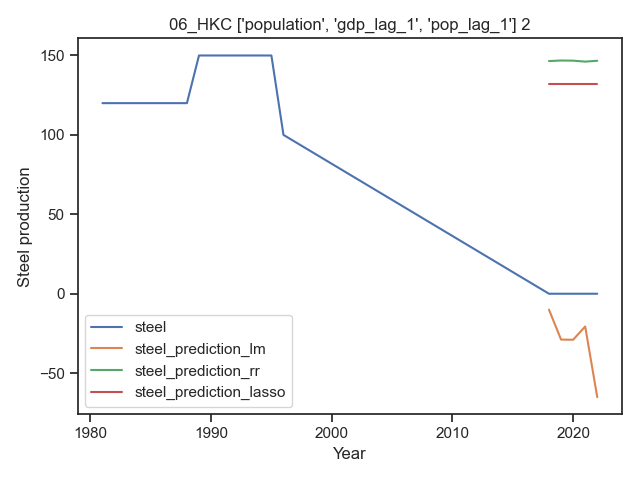 06_HKC ['population', 'gdp_lag_1', 'pop_lag_1'] 2
Steel production
150
100
50
0
−50
steel
steel_prediction_lm
steel_prediction_rr
steel_prediction_lasso
1980
1990
2000
2010
2020
Year